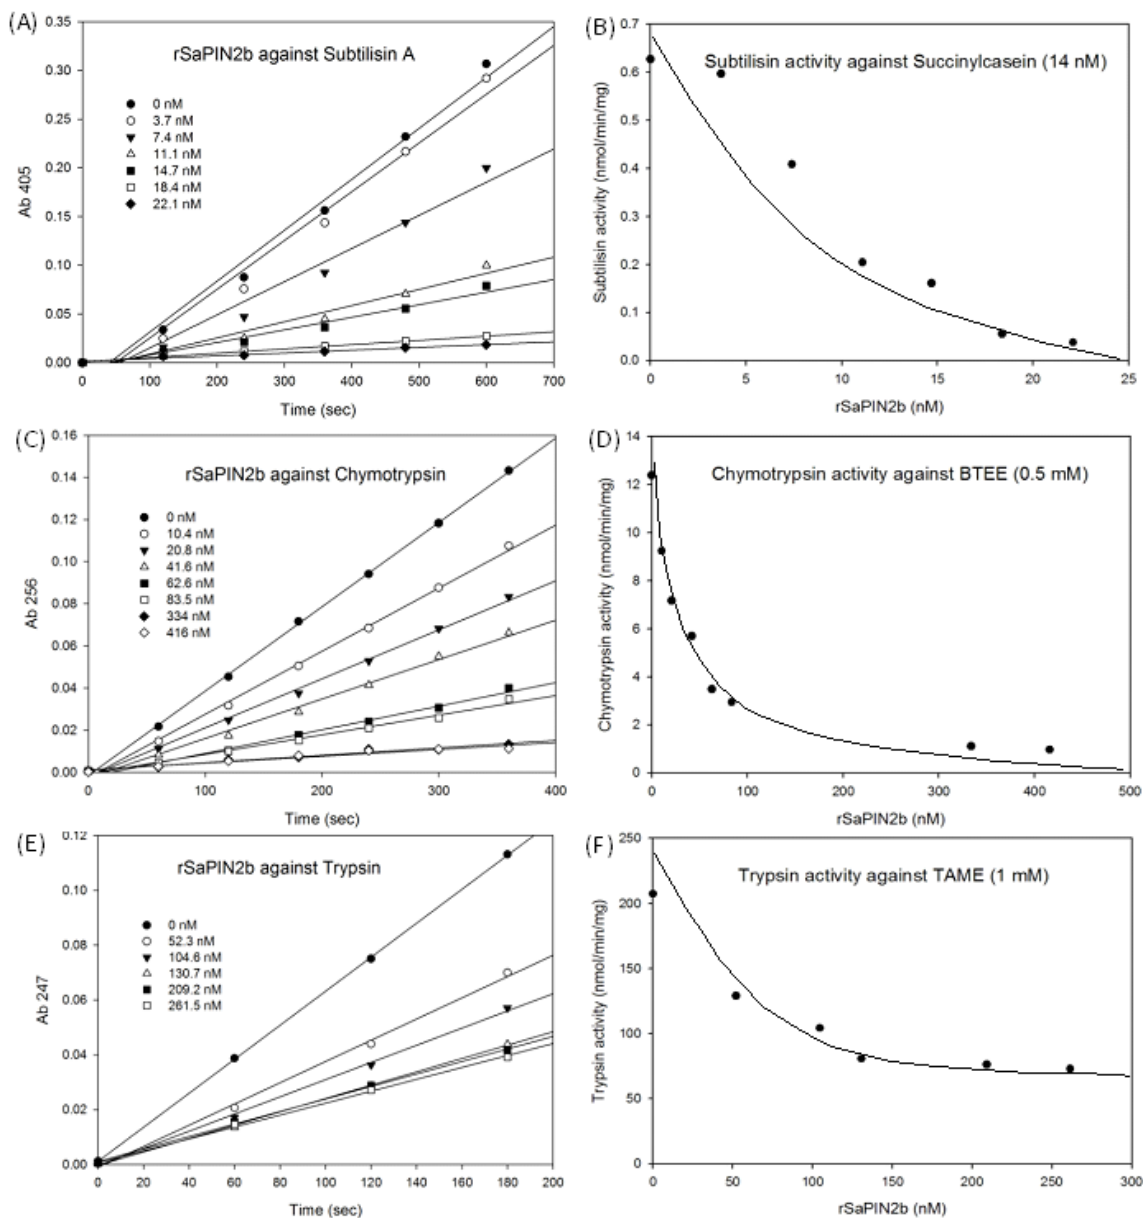 (A)
0.35
0.30
0.25
0.20
0.15
0.10
0.05
0.00
Ab 405
rSaPIN2b against Subtilisin A
0 nM
3.7 nM
7.4 nM
11.1 nM
14.7 nM
18.4 nM
22.1 nM
0 100 200 300 400 500 600 700
Time (sec)
(B)
0.7
0.6
0.5
0.4
0.3
0.2
0.1
0.0
Subtilisin activity (nmol/min/mg)
Subtilisin activity against Succinylcasein (14 nM)
0 5 10 15 20 25
rSaPIN2b (nM)
(C)
0.16
0.14
0.12
0.10
0.08
0.06
0.04
0.02
0.00
Ab 256
rSaPIN2b against Chymotrypsin
0 nM
10.4 nM
20.8 nM
41.6 nM
62.6 nM
83.5 nM
334 nM
416 nM
0 100 200 300 400
Time (sec)
(D)
14
12
10
8
6
4
2
0
Chymotrypsin activity (nmol/min/mg)
Chymotrypsin activity against BTEE (0.5 mM)
0 100 200 300 400 500
rSaPIN2b (nM)
(E)
0.12
0.10
0.08
0.06
0.04
0.02
0.00
Ab 247
rSaPIN2b against Trypsin
0 nM
52.3 nM
104.6 nM
130.7 nM
209.2 nM
261.5 nM
0 20 40 60 80 100 120 140 160 180 200
Time (sec)
(F)
250
200
150
100
50
0
Trypsin activity (nmol/min/mg)
Trypsin activity against TAME (1 mM)
0 50 100 150 200 250 300
rSaPIN2b (nM)